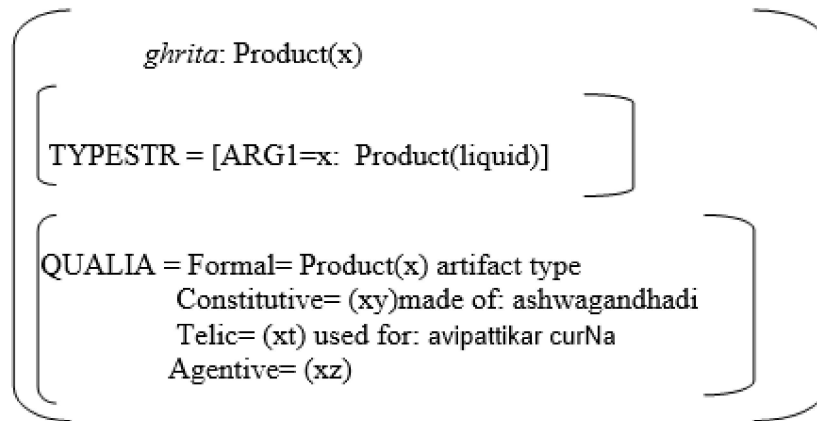 ghrita: Product(x)
TYPESTR = [ARG1=x: Product(liquid)]
QUALIA = Formal= Product(x) artifact type
Constitutive= (xy)made of: ashwagandhadi
Telic= (xt) used for: avipattikar curNa
Agentive= (xz)